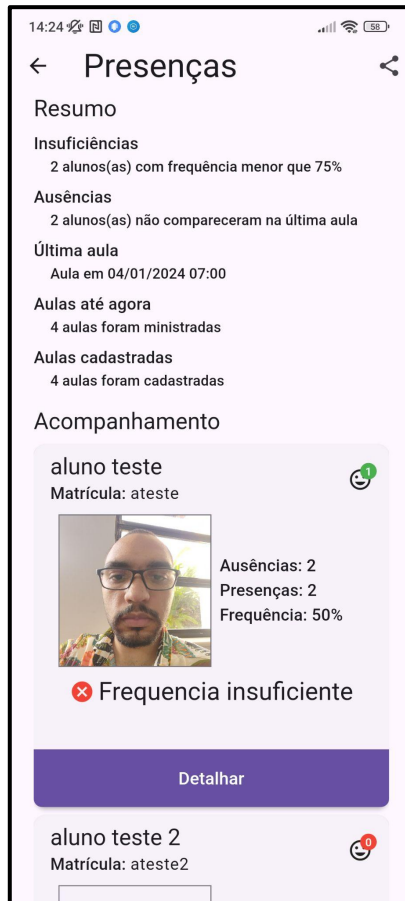 14:24
58
Presenças
Resumo
Insuficiências
2 alunos(as) com frequência menor que 75%
Ausências
2 alunos(as) não compareceram na última aula
Última aula
Aula em 04/01/2024 07:00
Aulas até agora
4 aulas foram ministradas
Aulas cadastradas
4 aulas foram cadastradas
Acompanhamento
aluno teste
1
Matrícula: ateste
Ausências: 2
Presenças: 2
Frequência: 50%
Frequencia insuficiente
Detalhar
aluno teste 2
0
Matrícula: ateste2